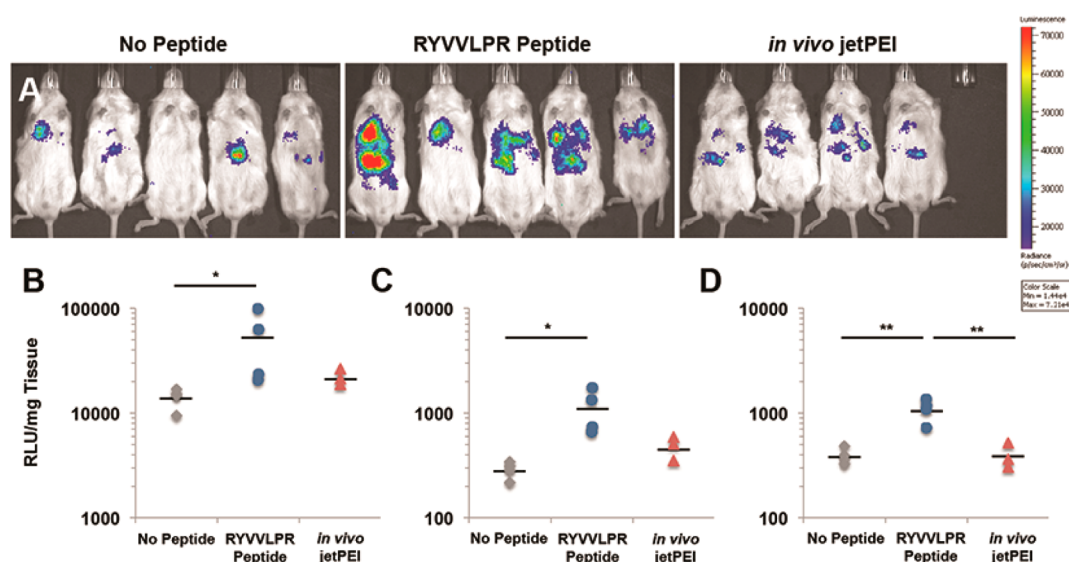 No Peptide
RYVVLPR Peptide
in vivo jetPEI
A
Luminescence
70000
60000
50000
40000
30000
20000
Radiance
(p/sec/cm²/sr)
Color Scale
Min = 1.44e4
Max = 7.21e4
B
C
D
RLU/mg Tissue
100000
10000
1000
*
No Peptide
RYVVLPR
Peptide
in vivo
jetPEI
10000
1000
100
*
No Peptide
RYVVLPR
Peptide
in vivo
jetPEI
10000
1000
100
**
**
No Peptide
RYVVLPR
Peptide
in vivo
jetPEI